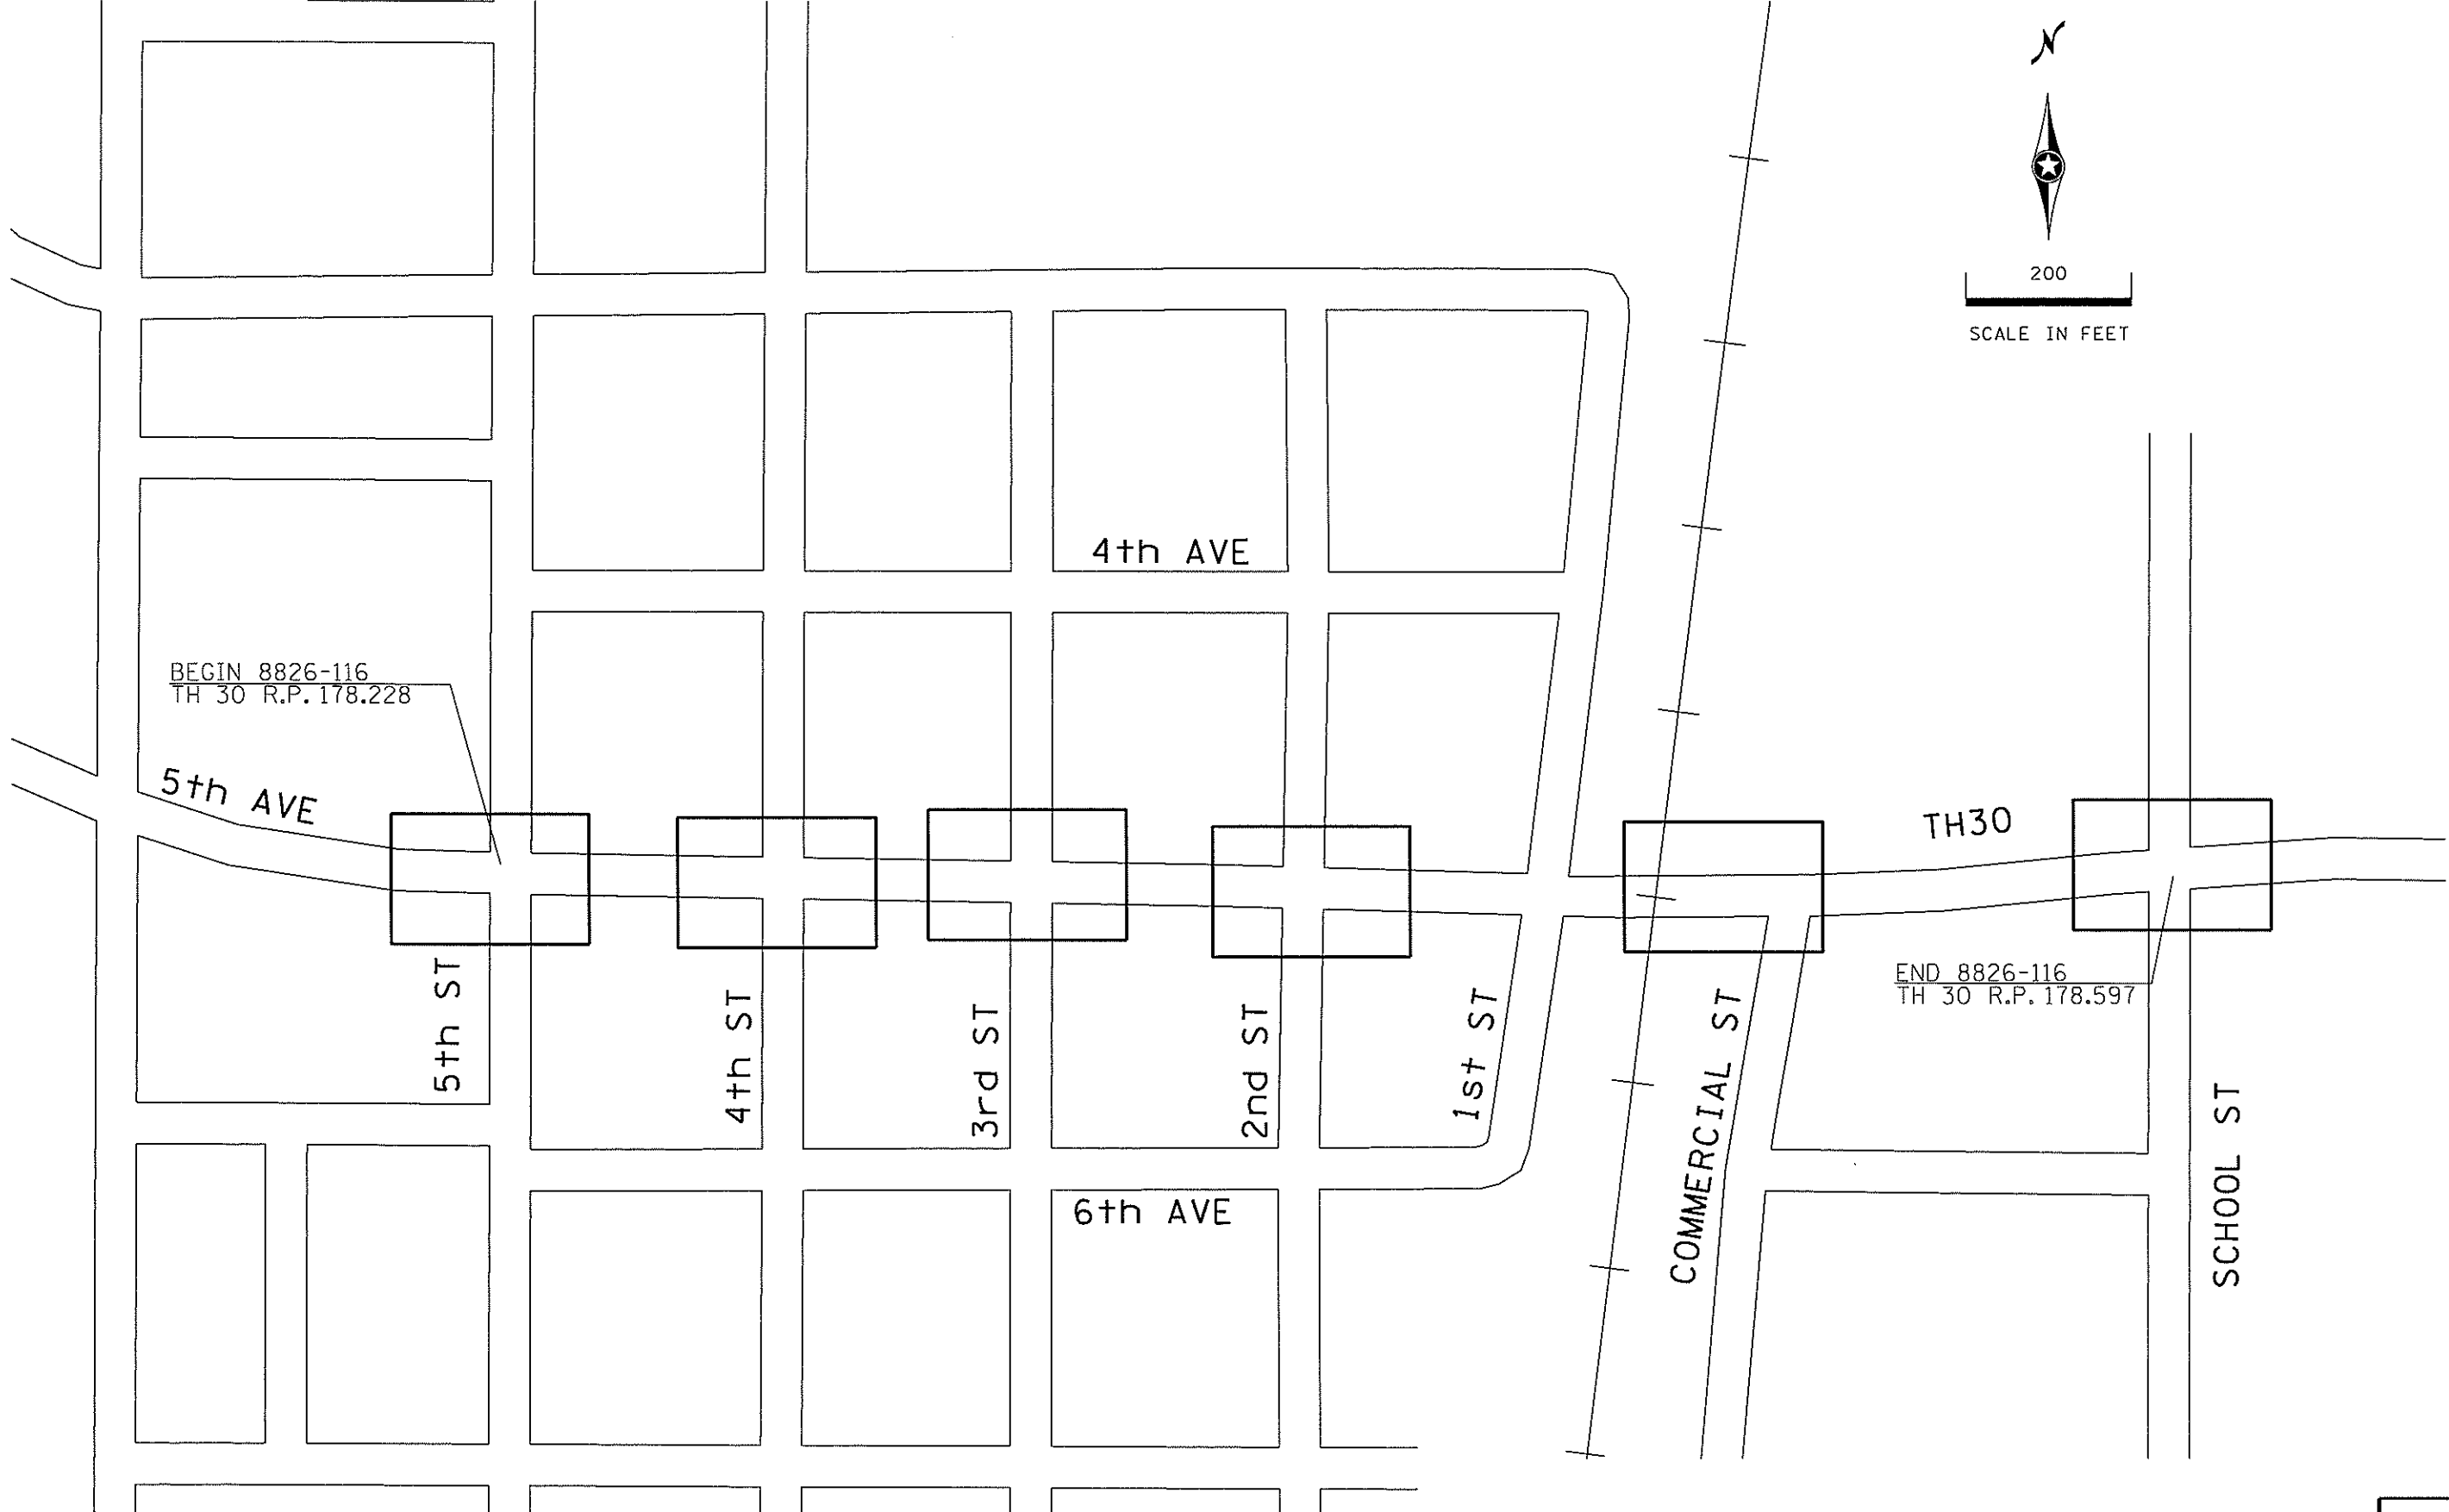 N
200
SCALE IN FEET
4th AVE
BEGIN 8826-116
TH 30 R.P. 178.228
5th AVE
TH30
END 8826-116
TH 30 R.P. 178.597
5th ST
4th ST
3rd ST
2nd ST
1st ST
COMMERCIAL ST
SCHOOL ST
6th AVE